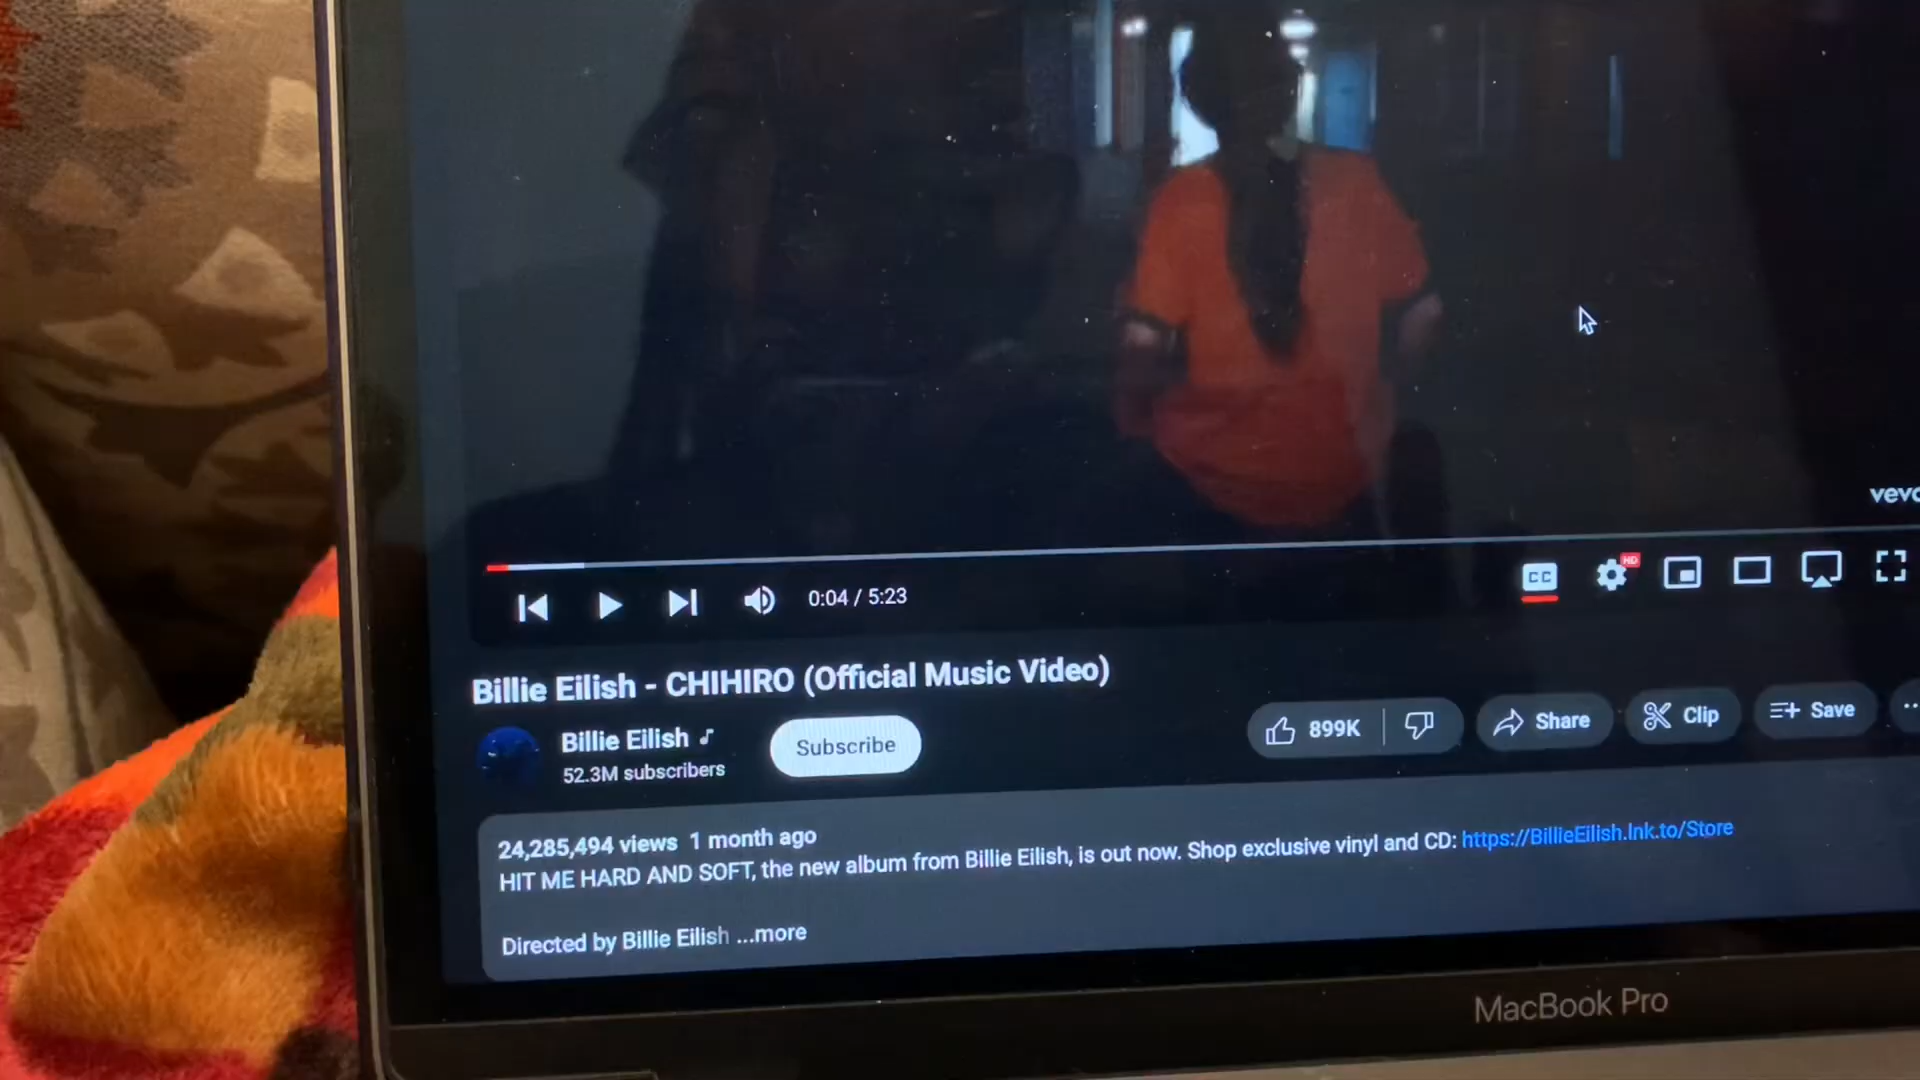 vevo
HD
CC
0:04 / 5:23
Billie Eilish - CHIHIRO (Official Music Video)
Billie Eilish
52.3M subscribers
Subscribe
899K
Share
Clip
Save
24,285,494 views 1 month ago
HIT ME HARD AND SOFT, the new album from Billie Eilish, is out now. Shop exclusive vinyl and CD: https://BillieEilish.lnk.to/Store
Directed by Billie Eilish ...more
MacBook Pro